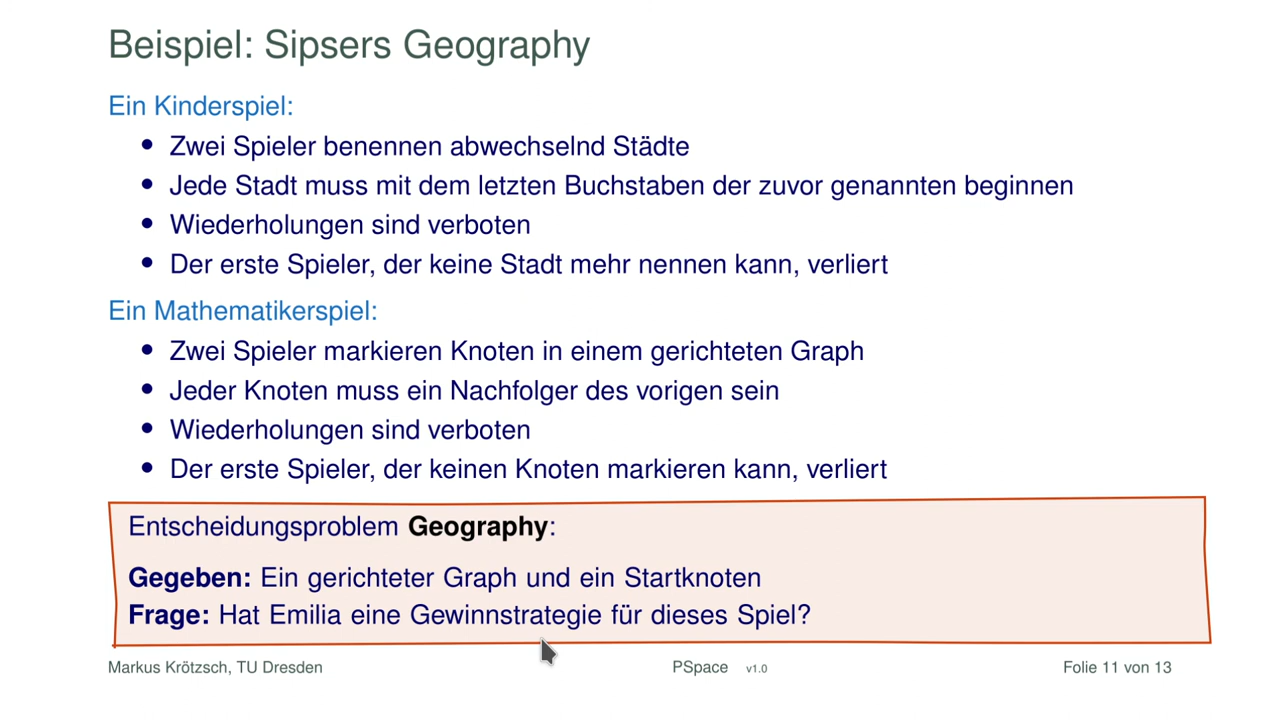 Beispiel: Sipsers Geography
Ein Kinderspiel:
• Zwei Spieler benennen abwechselnd Städte
• Jede Stadt muss mit dem letzten Buchstaben der zuvor genannten beginnen
• Wiederholungen sind verboten
• Der erste Spieler, der keine Stadt mehr nennen kann, verliert
Ein Mathematikerspiel:
• Zwei Spieler markieren Knoten in einem gerichteten Graph
• Jeder Knoten muss ein Nachfolger des vorigen sein
• Wiederholungen sind verboten
• Der erste Spieler, der keinen Knoten markieren kann, verliert
Entscheidungsproblem Geography:
Gegeben: Ein gerichteter Graph und ein Startknoten
Frage: Hat Emilia eine Gewinnstrategie für dieses Spiel?
Markus Krötzsch, TU Dresden PSpace v1.0 Folie 11 von 13